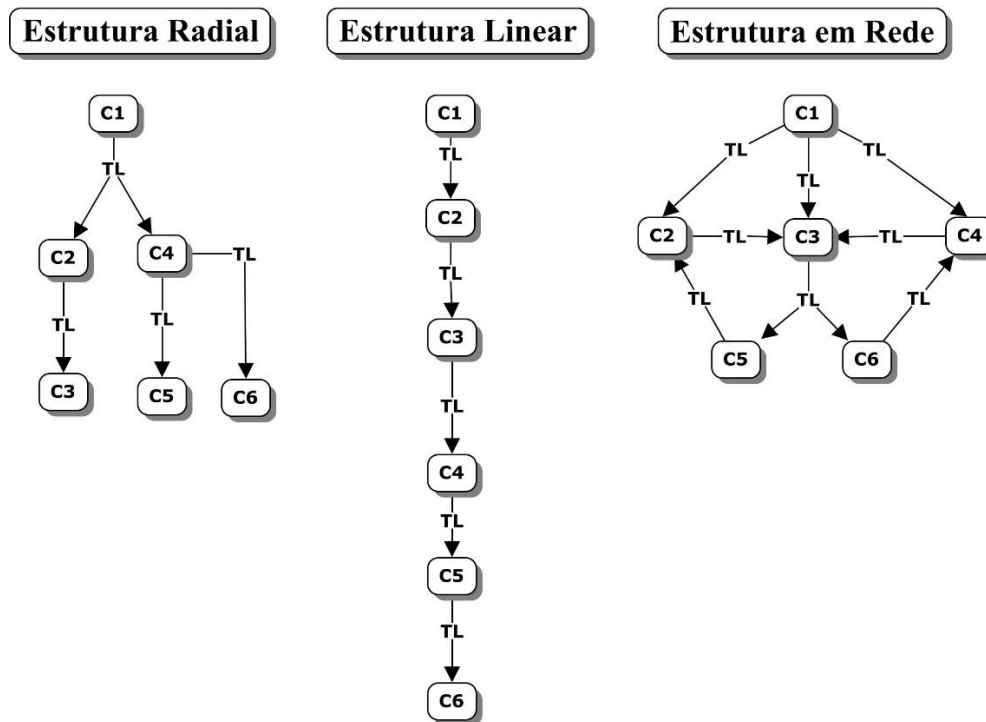 Estrutura Radial
C1
TL
C2
C4
TL
TL
TL
C3
C5
C6
Estrutura Linear
C1
TL
C2
TL
C3
TL
C4
TL
C5
TL
C6
Estrutura em Rede
C1
TL
TL
TL
C2
TL
C3
TL
C4
TL
TL
TL
C5
C6